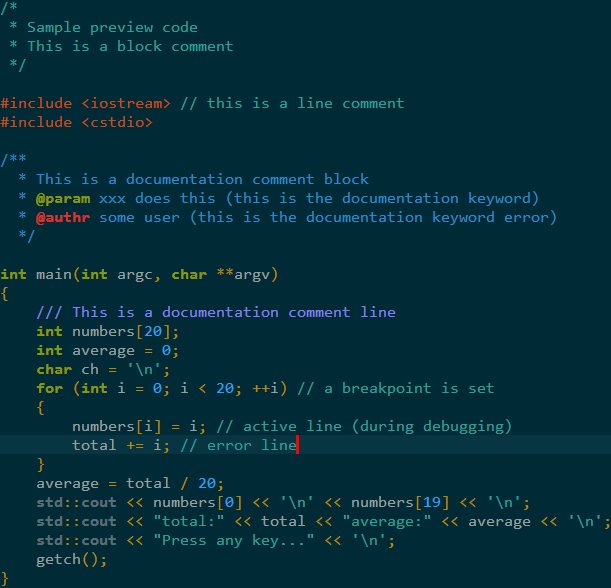 /*
 * Sample preview code
 * This is a block comment
 */

#include <iostream> // this is a line comment
#include <cstdio>

/**
  * This is a documentation comment block
  * @param xxx does this (this is the documentation keyword)
  * @authr some user (this is the documentation keyword error)
  */

int main(int argc, char **argv)
{
    /// This is a documentation comment line
    int numbers[20];
    int average = 0;
    char ch = '\n';
    for (int i = 0; i < 20; ++i) // a breakpoint is set
    {
        numbers[i] = i; // active line (during debugging)
        total += i; // error line
    }
    average = total / 20;
    std::cout << numbers[0] << '\n' << numbers[19] << '\n';
    std::cout << "total:" << total << "average:" << average << '\n';
    std::cout << "Press any key..." << '\n';
    getch();
}